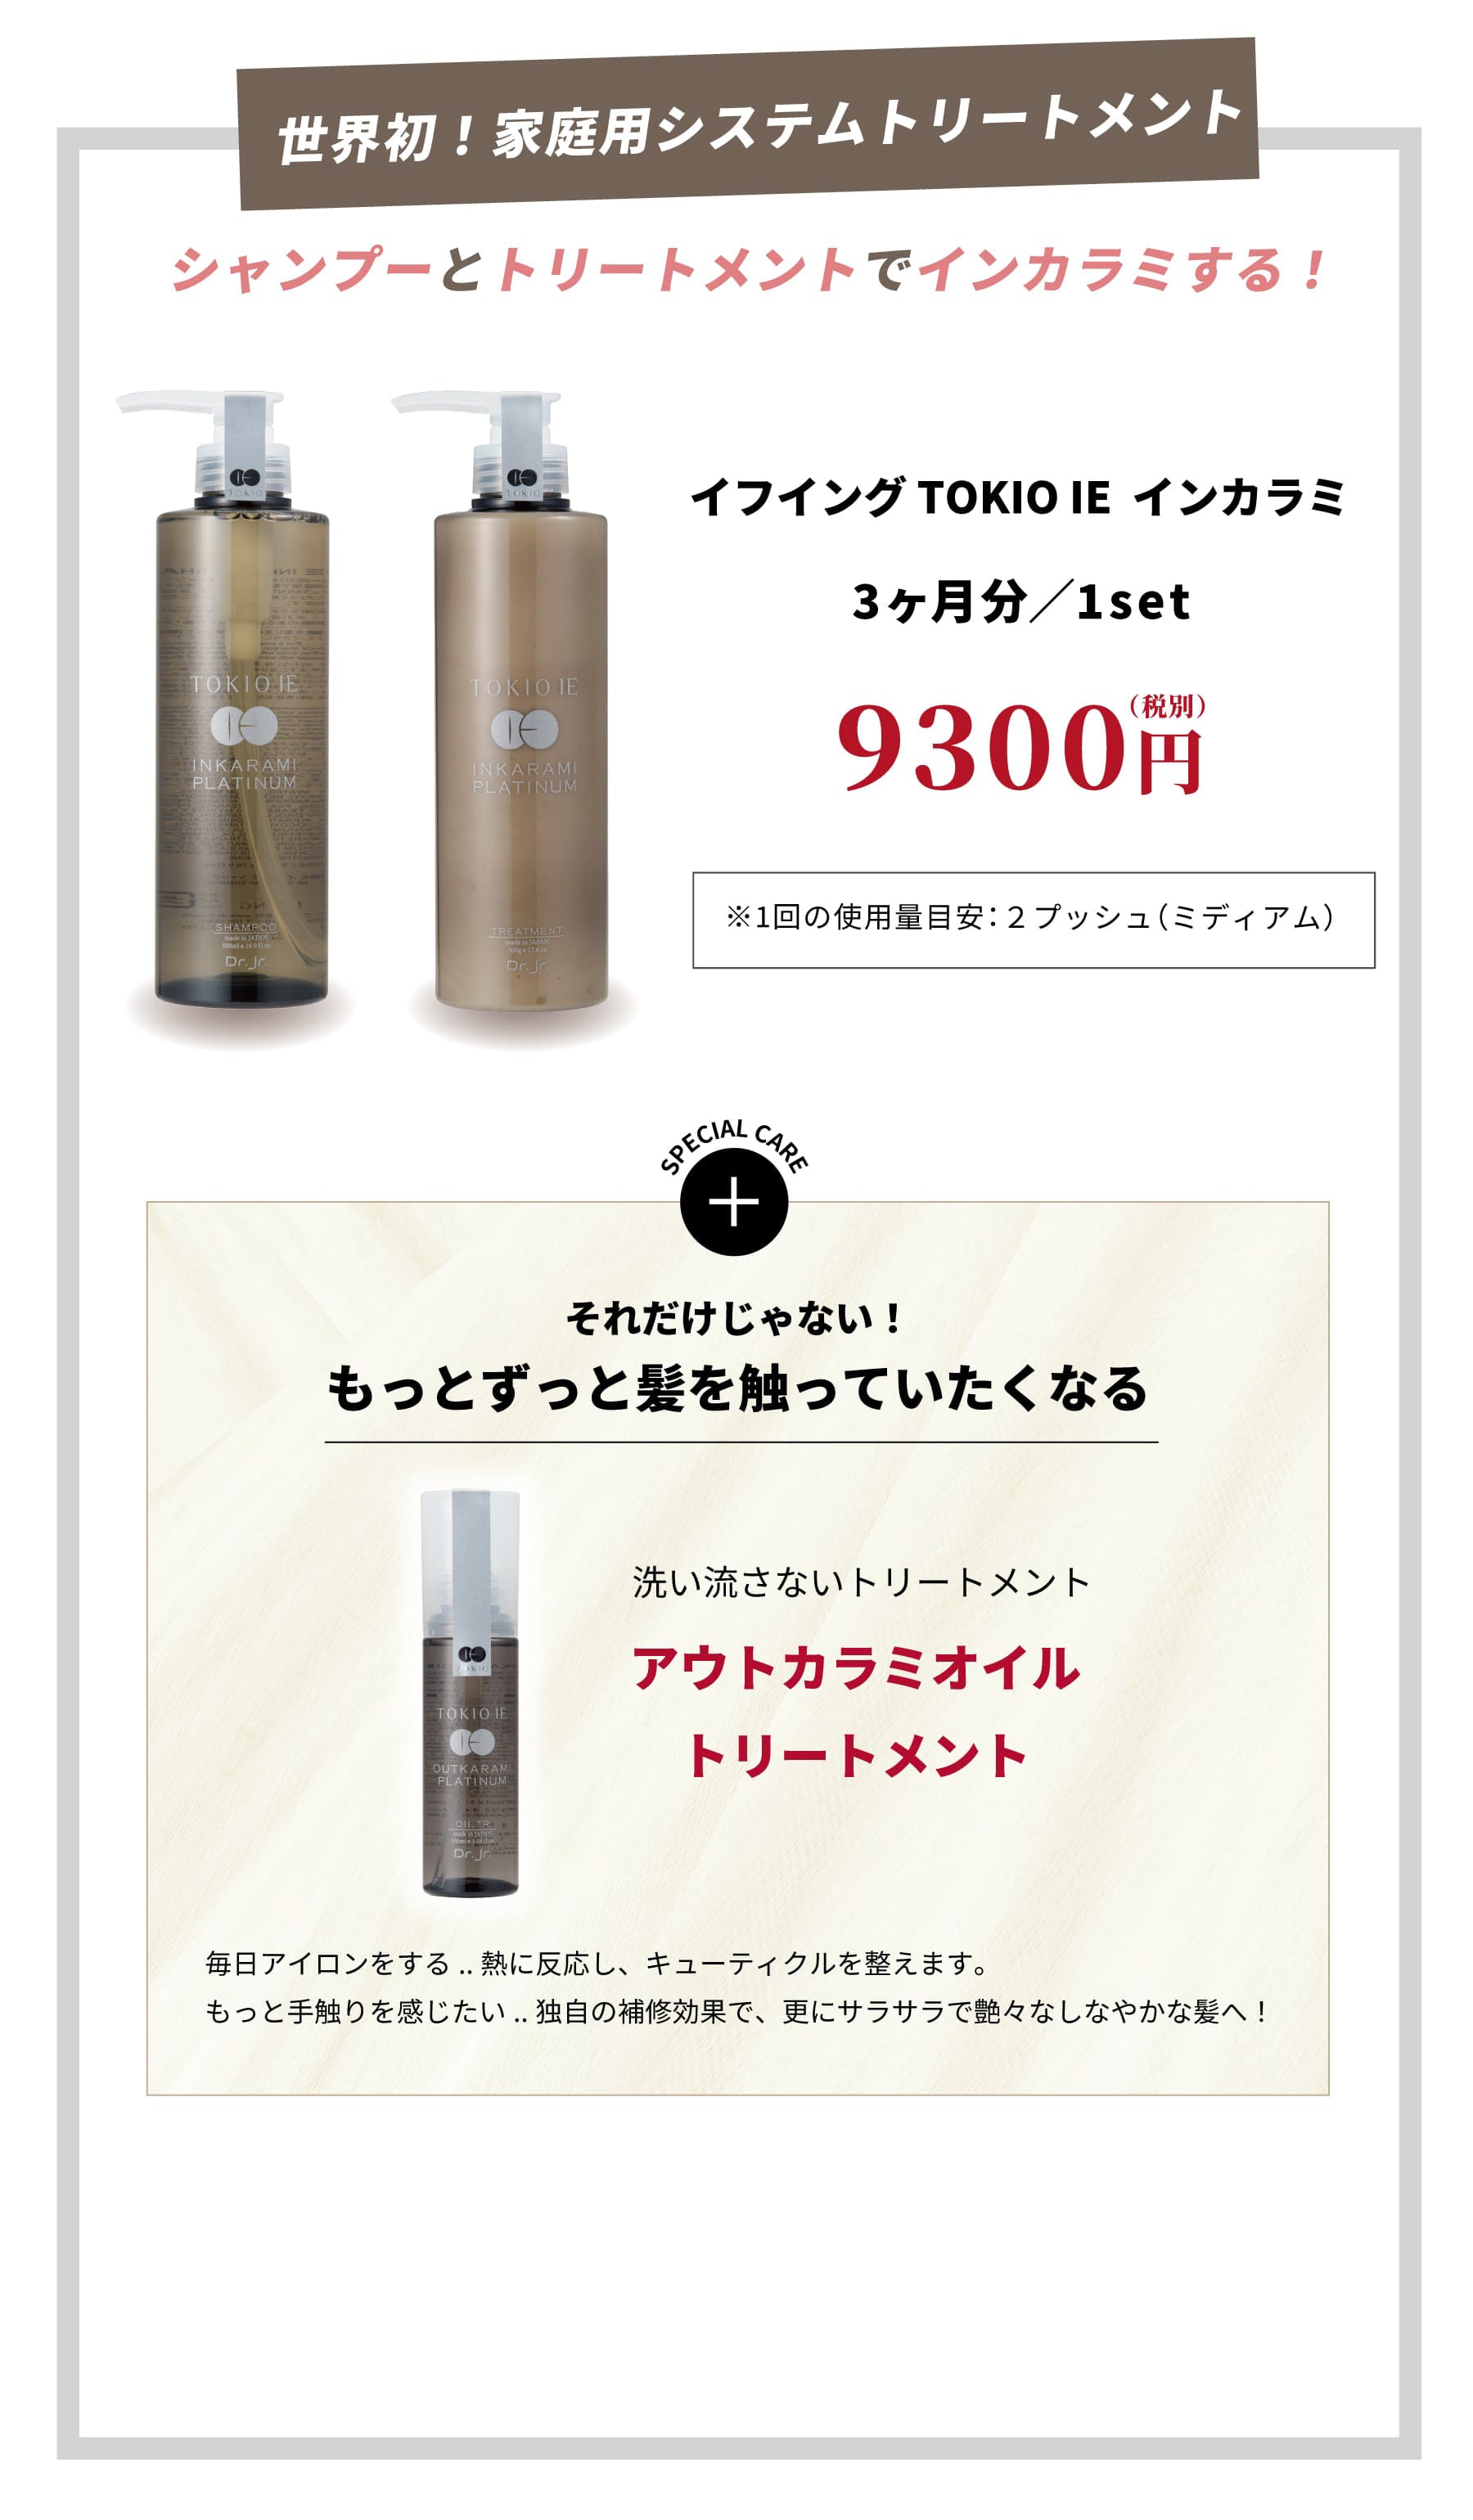 世界初！家庭用システムトリートメント
シャンプーとトリートメントでインカラミする！
イフイング TOKIO IE インカラミ
3ヶ月分／1set
9300円（税別）
※1回の使用量目安：２プッシュ（ミディアム）
TOKIO
TOKIO IE
INKARAMI
PLATINUM
SHAMPOO
made in JAPAN
Dr.Jr.
TOKIO
TOKIO IE
INKARAMI
PLATINUM
TREATMENT
made in JAPAN
Dr.Jr.
SPECIAL CARE
それだけじゃない！
もっとずっと髪を触っていたくなる
洗い流さないトリートメント
アウトカラミオイル
トリートメント
TOKIO
TOKIO IE
OUTKARAMI
PLATINUM
OIL TR
made in JAPAN
Dr.Jr.
毎日アイロンをする .. 熱に反応し、キューティクルを整えます。
もっと手触りを感じたい .. 独自の補修効果で、更にサラサラで艶々なしなやかな髪へ！